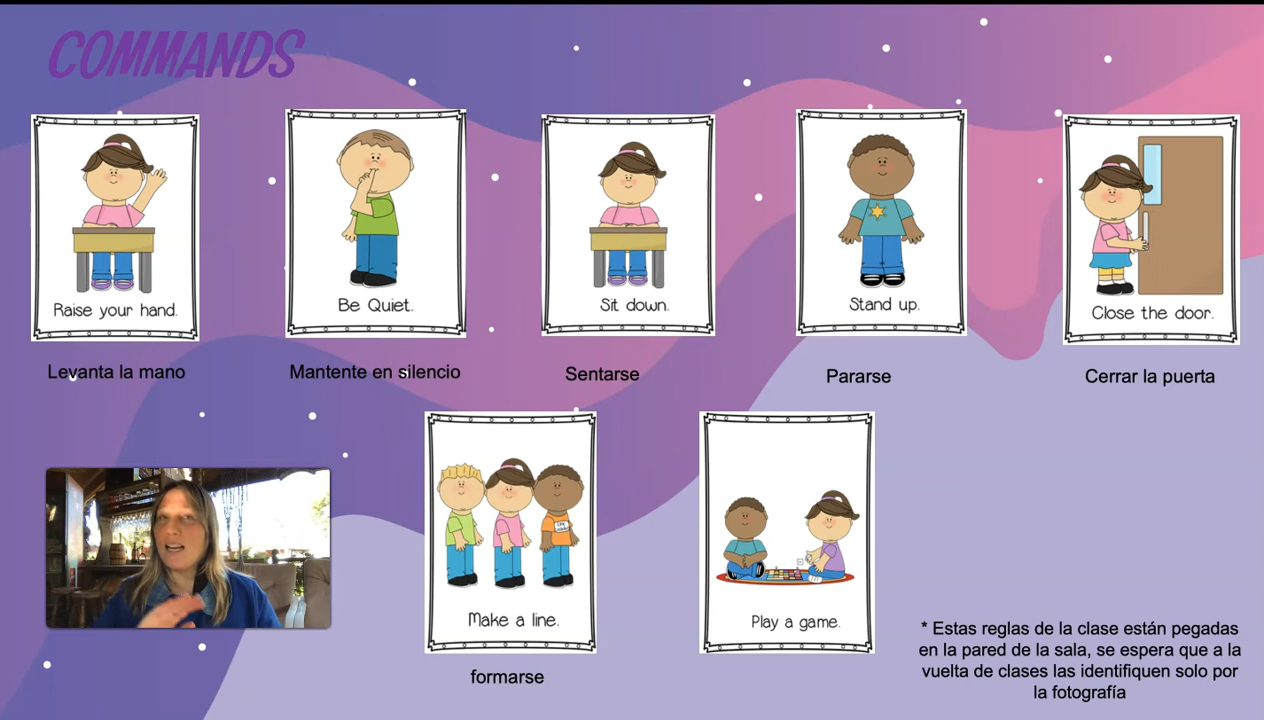 COMMANDS
Raise your hand.
Be Quiet.
Sit down.
Stand up.
Close the door.
Levanta la mano
Mantente en silencio
Sentarse
Pararse
Cerrar la puerta
Make a line.
Play a game.
formarse
* Estas reglas de la clase están pegadas
en la pared de la sala, se espera que a la
vuelta de clases las identifiquen solo por
la fotografía